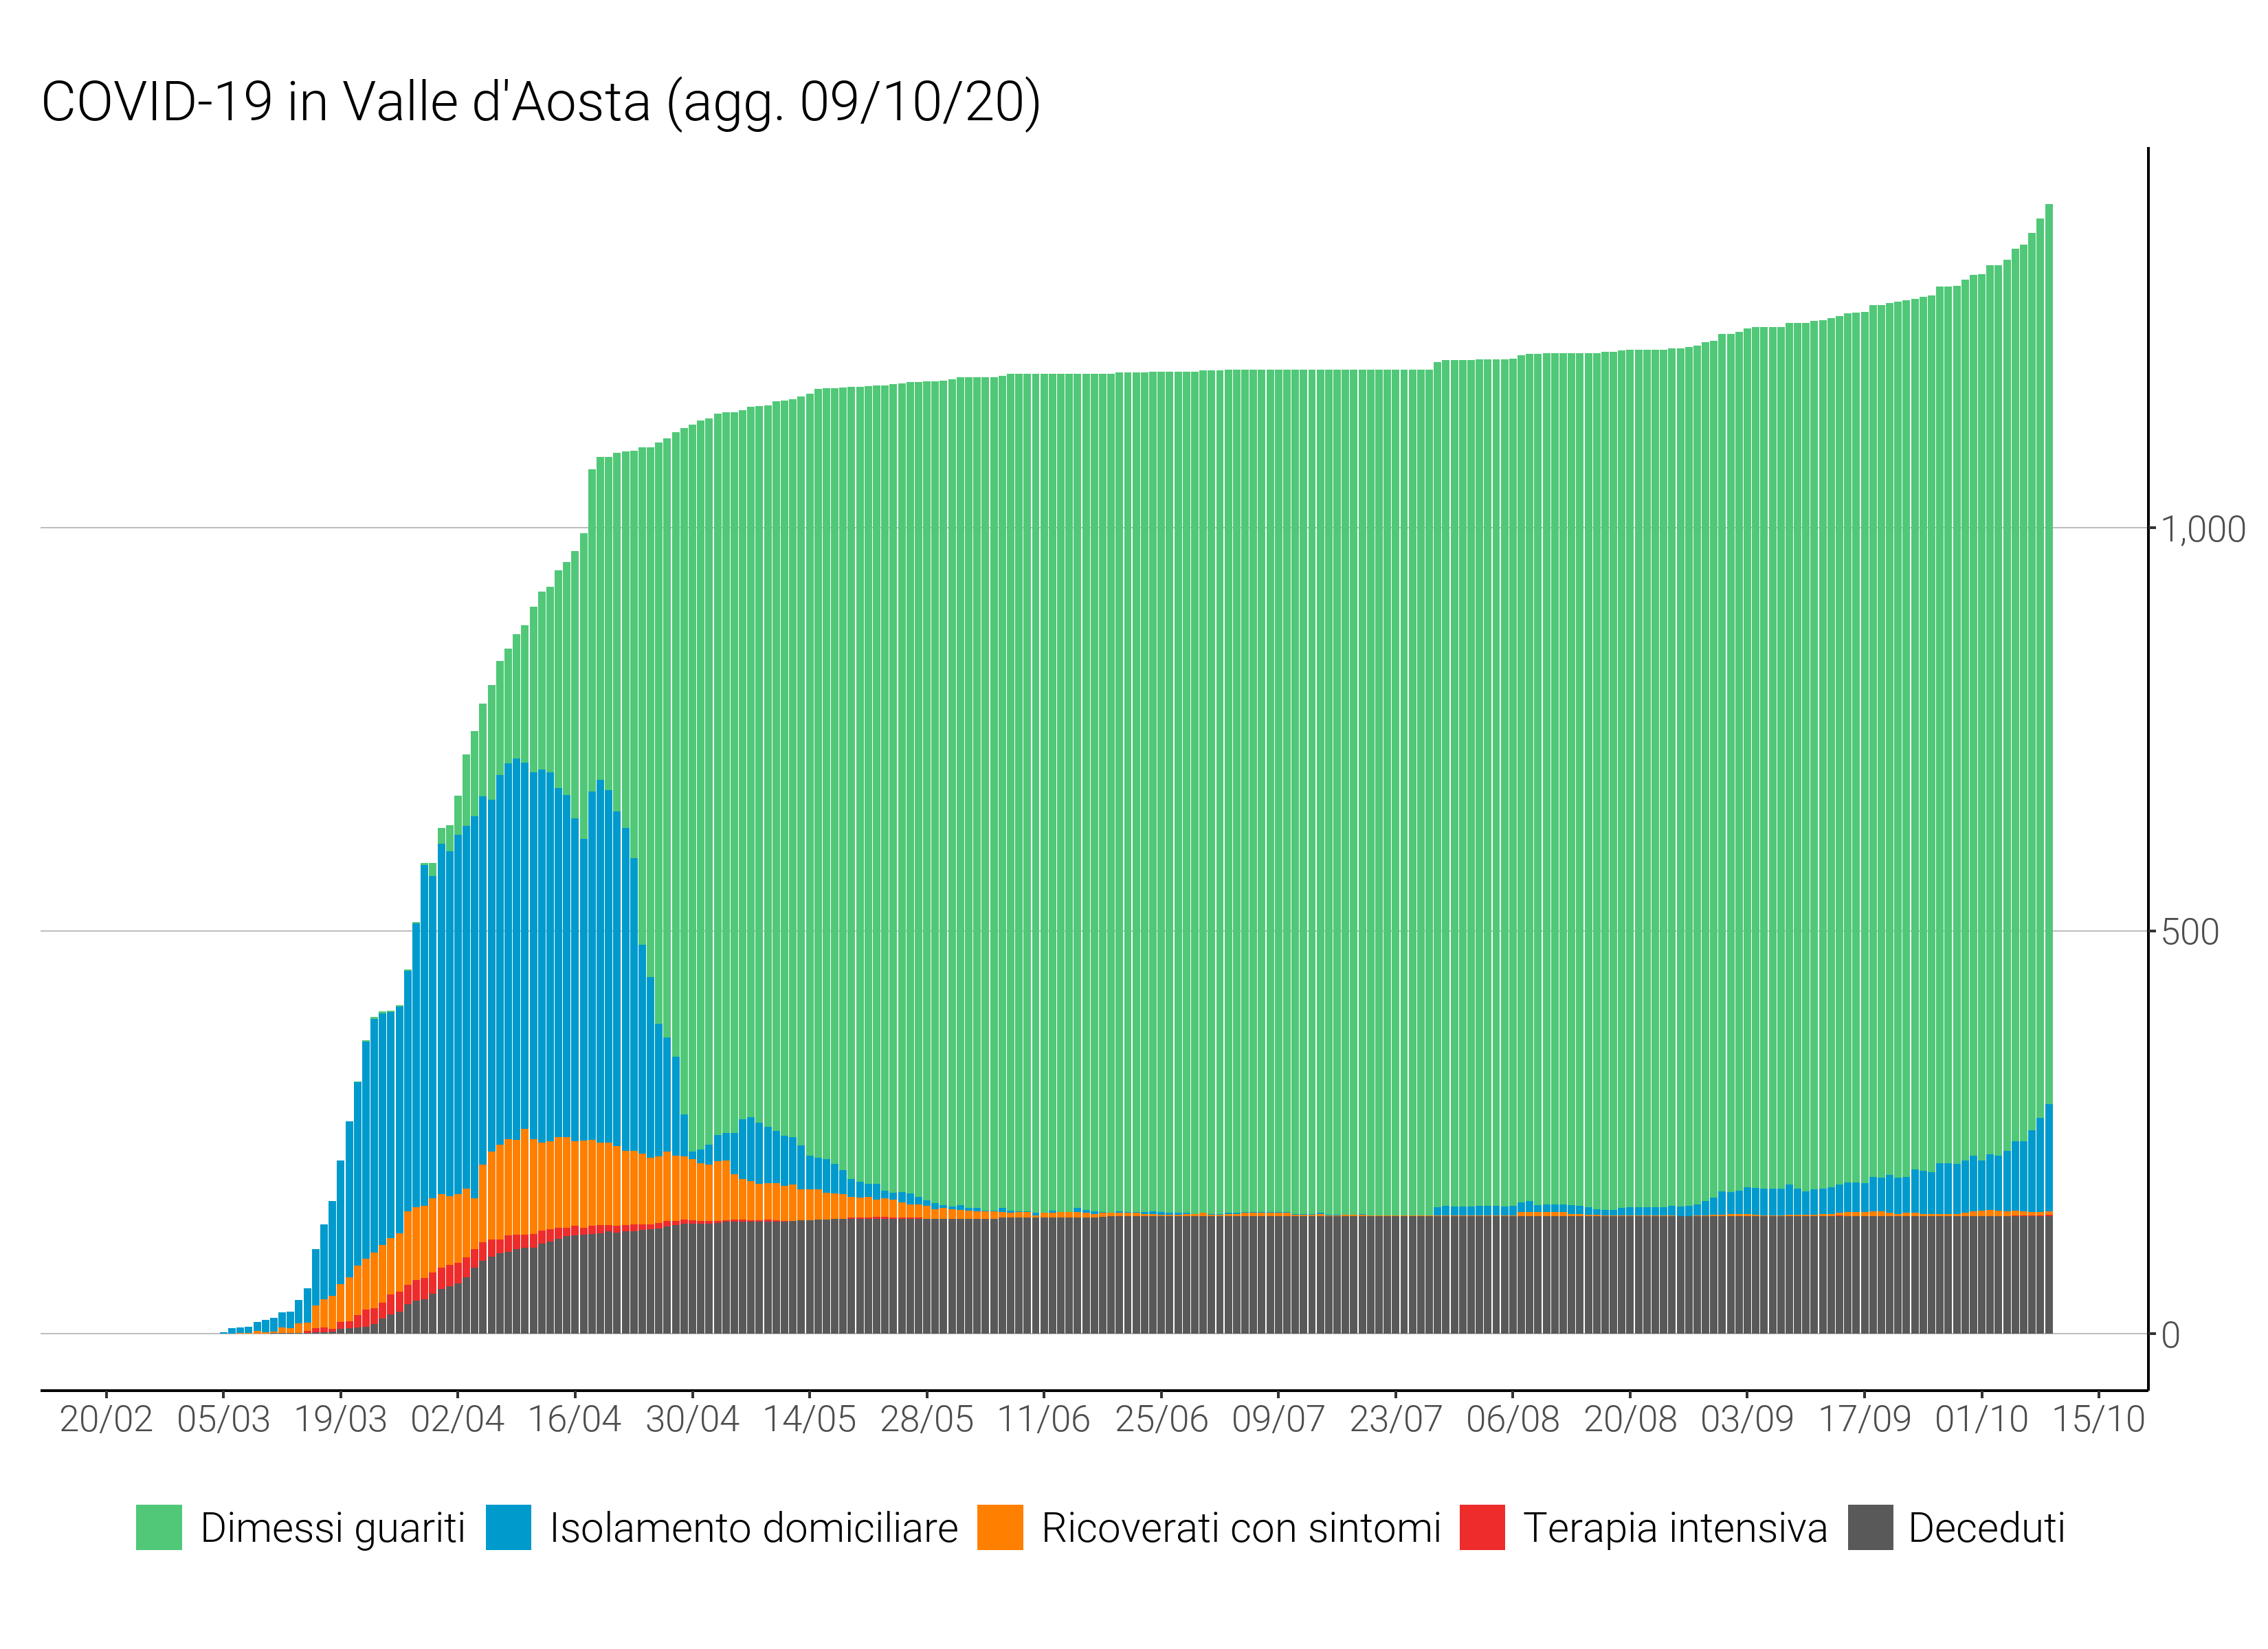 COVID-19 in Valle d'Aosta (agg. 09/10/20)
1,000
500
0
20/02 05/03 19/03 02/04 16/04 30/04 14/05 28/05 11/06 25/06 09/07 23/07 06/08 20/08 03/09 17/09 01/10 15/10
Dimessi guariti Isolamento domiciliare Ricoverati con sintomi Terapia intensiva Deceduti